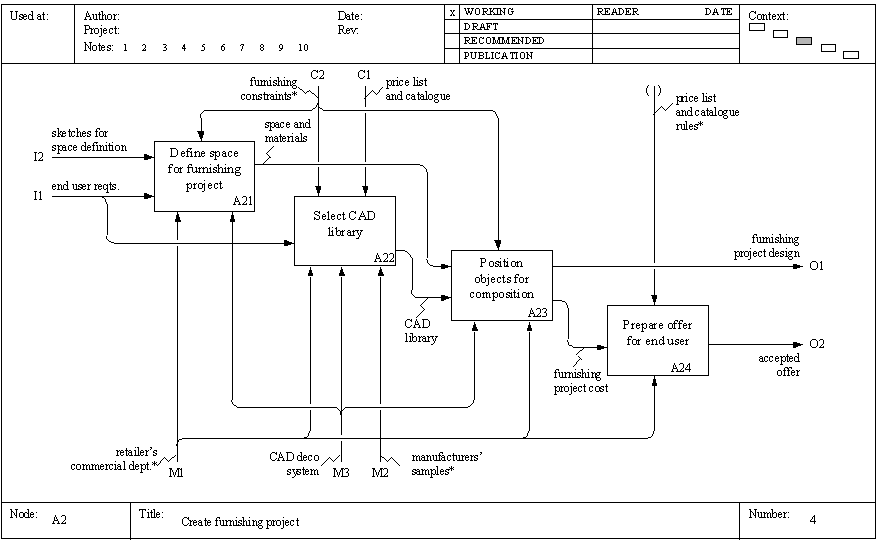 Used at:
Author:
Date:
Project:
Rev:
Notes: 1 2 3 4 5 6 7 8 9 10
x WORKING
DRAFT
RECOMMENDED
PUBLICATION
READER DATE
Context:
C2
C1
furnishing
constraints*
price list
and catalogue
( )
price list
and catalogue
rules*
space and
materials
sketches for
space definition
I2
end user reqts.
I1
Define space
for furnishing
project
A21
Select CAD
library
A22
Position
objects for
composition
A23
furnishing
project design
O1
CAD
library
Prepare offer
for end user
A24
O2
accepted
offer
furnishing
project cost
retailer's
commercial dept.*
M1
CAD deco
system
M3
M2
manufacturers'
samples*
Node: A2
Title: Create furnishing project
Number: 4